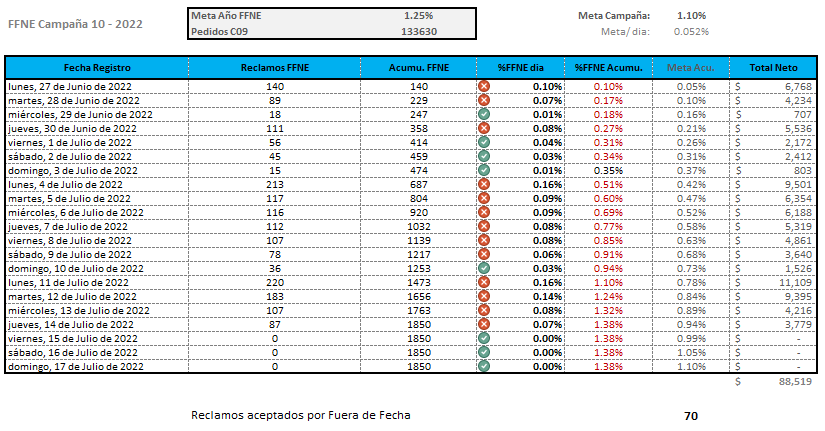 FFNE Campaña 10 - 2022
Meta Año FFNE 1.25% Meta Campaña: 1.10%
Pedidos C09 133630 Meta/ dia: 0.052%
Fecha Registro Reclamos FFNE Acumu. FFNE %FFNE dia %FFNE Acumu. Meta Acu. Total Neto
lunes, 27 de Junio de 2022 140 140 0.10% 0.10% 0.05% $ 6,768
martes, 28 de Junio de 2022 89 229 0.07% 0.17% 0.10% $ 4,234
miércoles, 29 de Junio de 2022 18 247 0.01% 0.18% 0.16% $ 707
jueves, 30 de Junio de 2022 111 358 0.08% 0.27% 0.21% $ 5,536
viernes, 1 de Julio de 2022 56 414 0.04% 0.31% 0.26% $ 2,172
sábado, 2 de Julio de 2022 45 459 0.03% 0.34% 0.31% $ 2,412
domingo, 3 de Julio de 2022 15 474 0.01% 0.35% 0.37% $ 803
lunes, 4 de Julio de 2022 213 687 0.16% 0.51% 0.42% $ 9,501
martes, 5 de Julio de 2022 117 804 0.09% 0.60% 0.47% $ 6,354
miércoles, 6 de Julio de 2022 116 920 0.09% 0.69% 0.52% $ 6,188
jueves, 7 de Julio de 2022 112 1032 0.08% 0.77% 0.58% $ 5,319
viernes, 8 de Julio de 2022 107 1139 0.08% 0.85% 0.63% $ 4,861
sábado, 9 de Julio de 2022 78 1217 0.06% 0.91% 0.68% $ 3,640
domingo, 10 de Julio de 2022 36 1253 0.03% 0.94% 0.73% $ 1,526
lunes, 11 de Julio de 2022 220 1473 0.16% 1.10% 0.78% $ 11,109
martes, 12 de Julio de 2022 183 1656 0.14% 1.24% 0.84% $ 9,395
miércoles, 13 de Julio de 2022 107 1763 0.08% 1.32% 0.89% $ 4,216
jueves, 14 de Julio de 2022 87 1850 0.07% 1.38% 0.94% $ 3,779
viernes, 15 de Julio de 2022 0 1850 0.00% 1.38% 0.99% $ -
sábado, 16 de Julio de 2022 0 1850 0.00% 1.38% 1.05% $ -
domingo, 17 de Julio de 2022 0 1850 0.00% 1.38% 1.10% $ -
$ 88,519
Reclamos aceptados por Fuera de Fecha 70